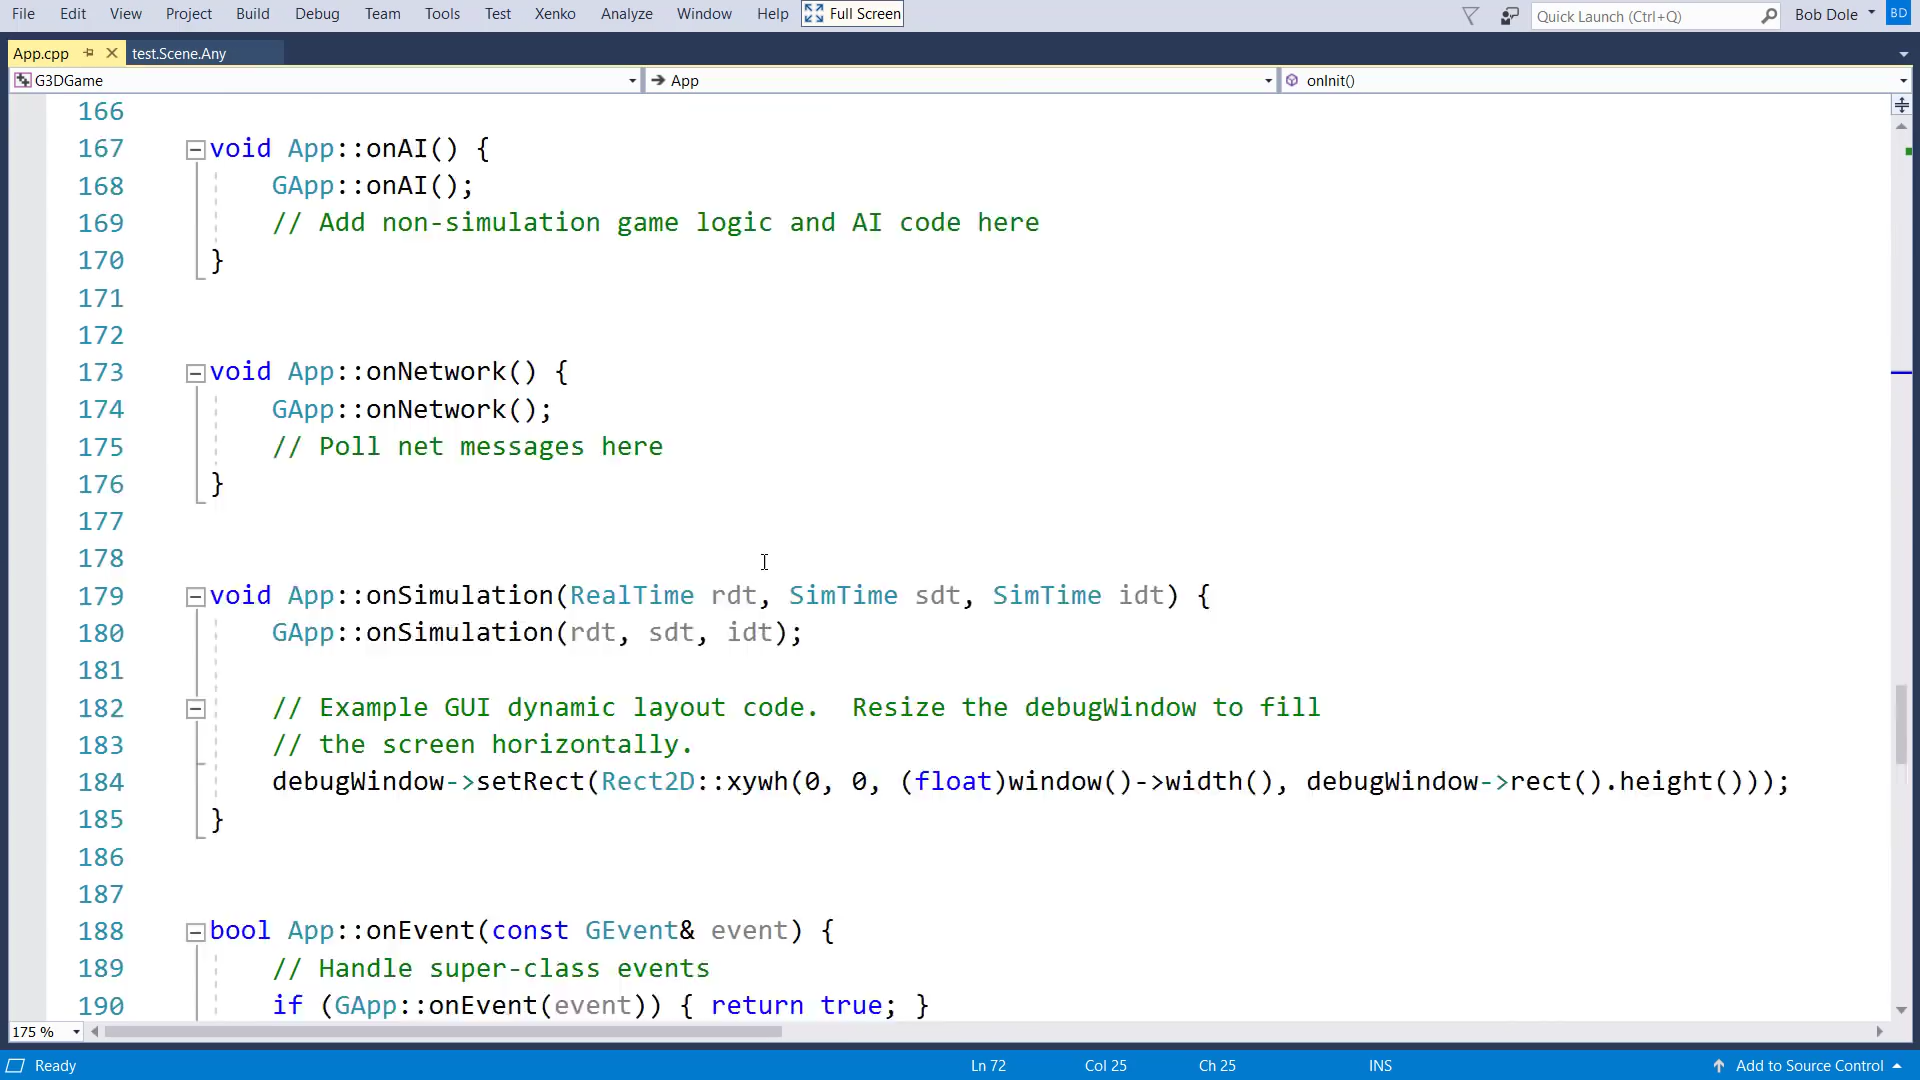 File Edit View Project Build Debug Team Tools Test Xenko Analyze Window Help Full Screen Quick Launch (Ctrl+Q) Bob Dole BD
App.cpp test.Scene.Any
G3DGame App onInit()
166
167 void App::onAI() {
168 GApp::onAI();
169 // Add non-simulation game logic and AI code here
170 }
171
172
173 void App::onNetwork() {
174 GApp::onNetwork();
175 // Poll net messages here
176 }
177
178
179 void App::onSimulation(RealTime rdt, SimTime sdt, SimTime idt) {
180 GApp::onSimulation(rdt, sdt, idt);
181
182 // Example GUI dynamic layout code.  Resize the debugWindow to fill
183 // the screen horizontally.
184 debugWindow->setRect(Rect2D::xywh(0, 0, (float)window()->width(), debugWindow->rect().height()));
185 }
186
187
188 bool App::onEvent(const GEvent& event) {
189 // Handle super-class events
190 if (GApp::onEvent(event)) { return true; }
175 %
Ready Ln 72 Col 25 Ch 25 INS Add to Source Control